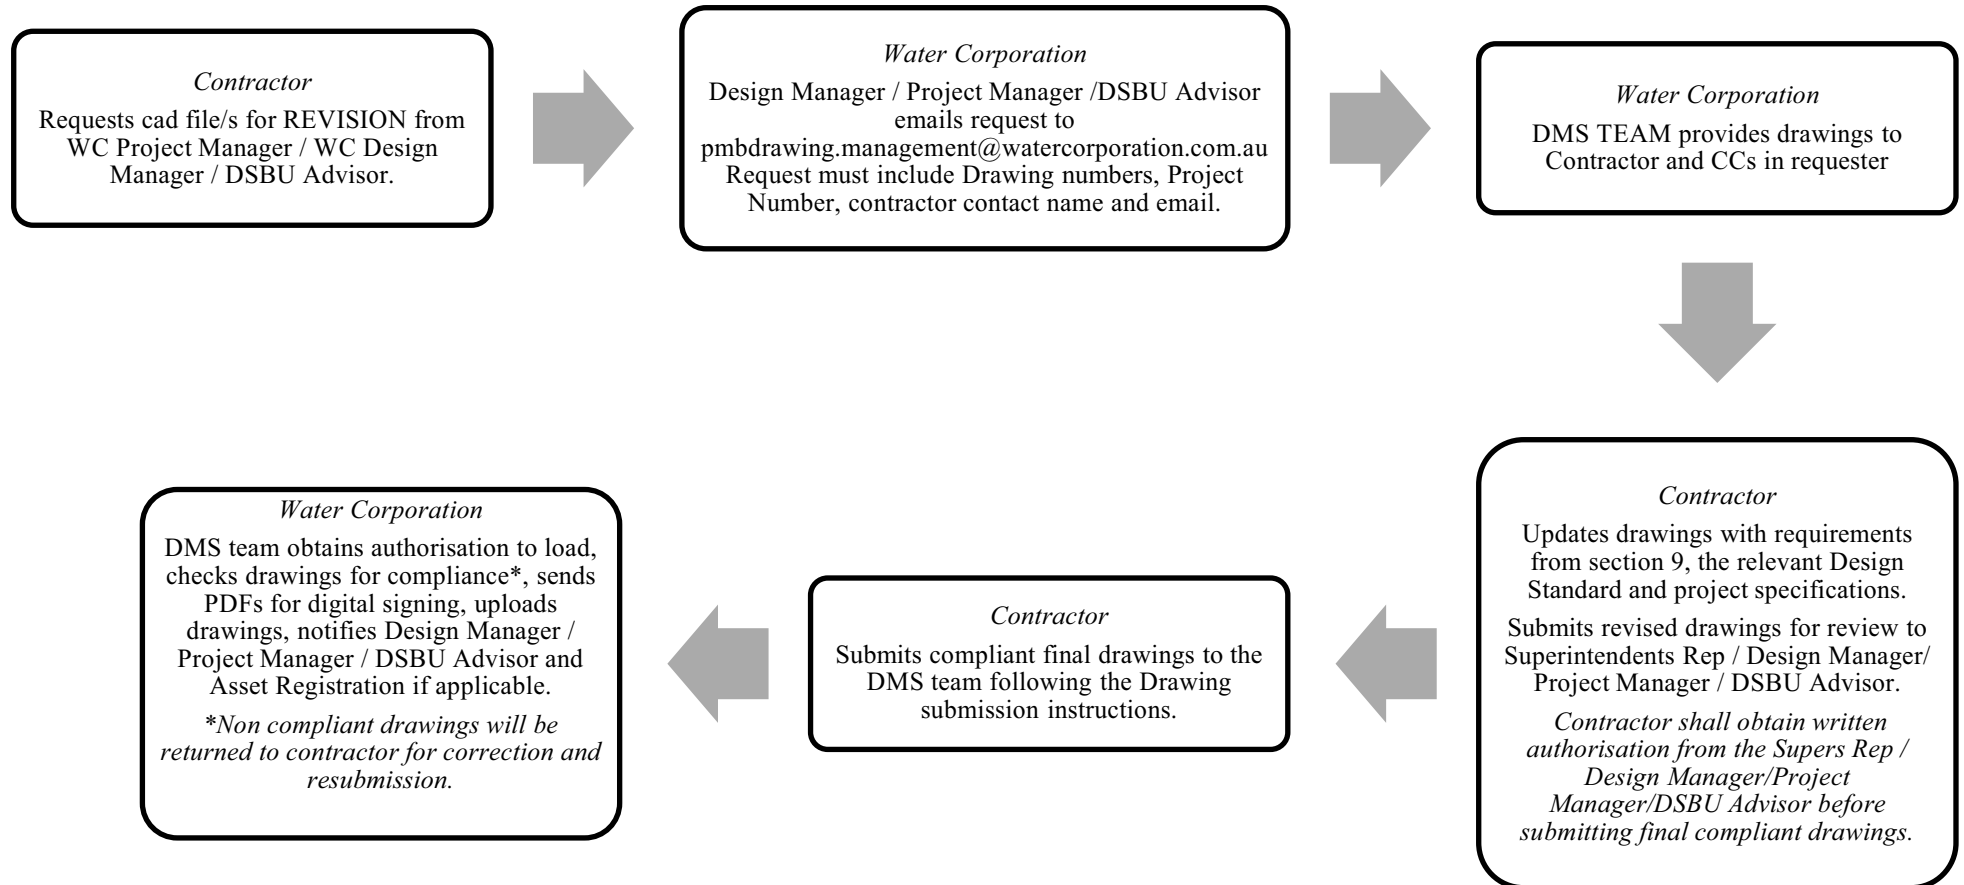 Contractor
Requests cad file/s for REVISION from
WC Project Manager / WC Design
Manager / DSBU Advisor.
Water Corporation
Design Manager / Project Manager /DSBU Advisor
emails request to
pmbdrawing.management@watercorporation.com.au
Request must include Drawing numbers, Project
Number, contractor contact name and email.
Water Corporation
DMS TEAM provides drawings to
Contractor and CCs in requester
Contractor
Updates drawings with requirements
from section 9, the relevant Design
Standard and project specifications.
Submits revised drawings for review to
Superintendents Rep / Design Manager/
Project Manager / DSBU Advisor.
Contractor shall obtain written
authorisation from the Supers Rep /
Design Manager/Project
Manager/DSBU Advisor before
submitting final compliant drawings.
Contractor
Submits compliant final drawings to the
DMS team following the Drawing
submission instructions.
Water Corporation
DMS team obtains authorisation to load,
checks drawings for compliance*, sends
PDFs for digital signing, uploads
drawings, notifies Design Manager /
Project Manager / DSBU Advisor and
Asset Registration if applicable.
*Non compliant drawings will be
returned to contractor for correction and
resubmission.